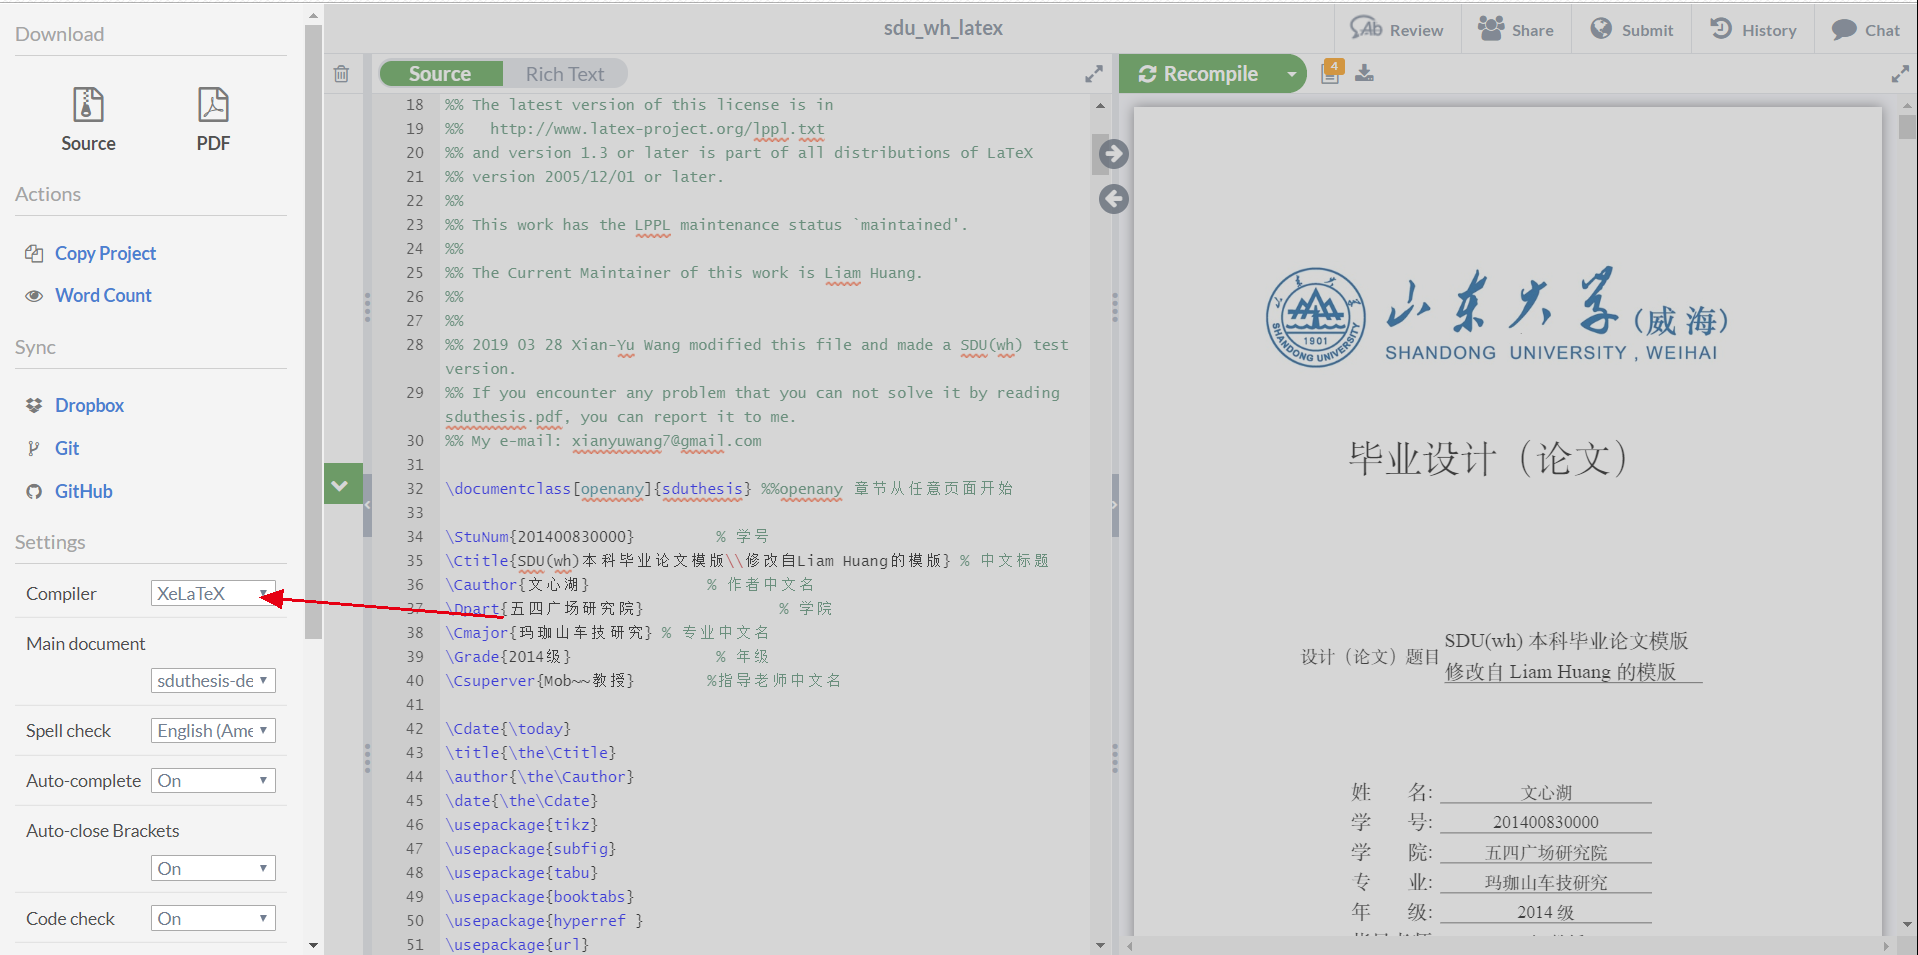 Download
Source
PDF
Actions
Copy Project
Word Count
Sync
Dropbox
Git
GitHub
Settings
Compiler XeLaTeX
Main document
sduthesis-de
Spell check English (Ame
Auto-complete On
Auto-close Brackets
On
Code check On
sdu_wh_latex
Review
Share
Submit
History
Chat
Source
Rich Text
Recompile
4
18 %% The latest version of this license is in
19 %%   http://www.latex-project.org/lppl.txt
20 %% and version 1.3 or later is part of all distributions of LaTeX
21 %% version 2005/12/01 or later.
22 %%
23 %% This work has the LPPL maintenance status `maintained'.
24 %%
25 %% The Current Maintainer of this work is Liam Huang.
26 %%
27 %%
28 %% 2019 03 28 Xian-Yu Wang modified this file and made a SDU(wh) test
version.
29 %% If you encounter any problem that you can not solve it by reading
sduthesis.pdf, you can report it to me.
30 %% My e-mail: xianyuwang7@gmail.com
31
32 \documentclass[openany]{sduthesis} %%openany 章节从任意页面开始
33
34 \StuNum{201400830000} % 学号
35 \Ctitle{SDU(wh)本科毕业论文模版\\修改自Liam Huang的模版} % 中文标题
36 \Cauthor{文心湖} % 作者中文名
37 \Dpart{五四广场研究院} % 学院
38 \Cmajor{玛珈山车技研究} % 专业中文名
39 \Grade{2014级} % 年级
40 \Csuperver{Mob~~教授} %指导老师中文名
41
42 \Cdate{\today}
43 \title{\the\Ctitle}
44 \author{\the\Cauthor}
45 \date{\the\Cdate}
46 \usepackage{tikz}
47 \usepackage{subfig}
48 \usepackage{tabu}
49 \usepackage{booktabs}
50 \usepackage{hyperref }
51 \usepackage{url}
山东大学(威海)
SHANDONG UNIVERSITY, WEIHAI
1901
SHANDONG UNIVERSITY
毕业设计（论文）
设计（论文）题目 SDU(wh) 本科毕业论文模版
修改自 Liam Huang 的模版
姓 名: 文心湖
学 号: 201400830000
学 院: 五四广场研究院
专 业: 玛珈山车技研究
年 级: 2014 级